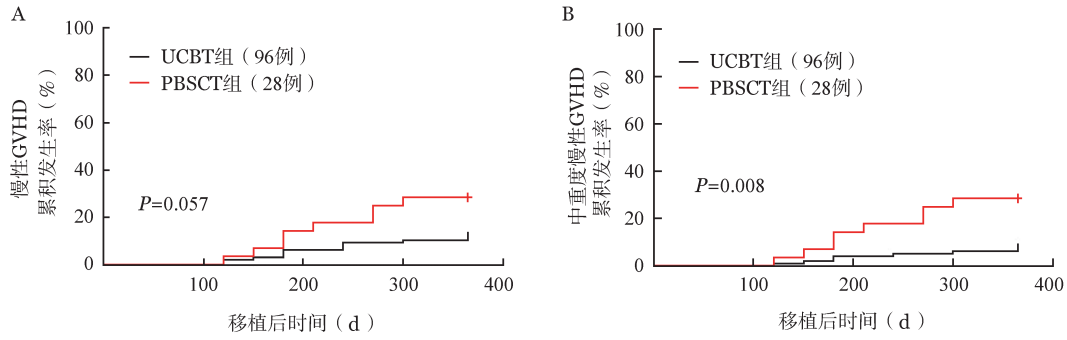 A
慢性GVHD
累积发生率（%）
100
80
60
40
20
0
UCBT组（96例）
PBSCT组（28例）
P=0.057
100
200
300
400
移植后时间（d）
B
中重度慢性GVHD
累积发生率（%）
100
80
60
40
20
0
UCBT组（96例）
PBSCT组（28例）
P=0.008
100
200
300
400
移植后时间（d）